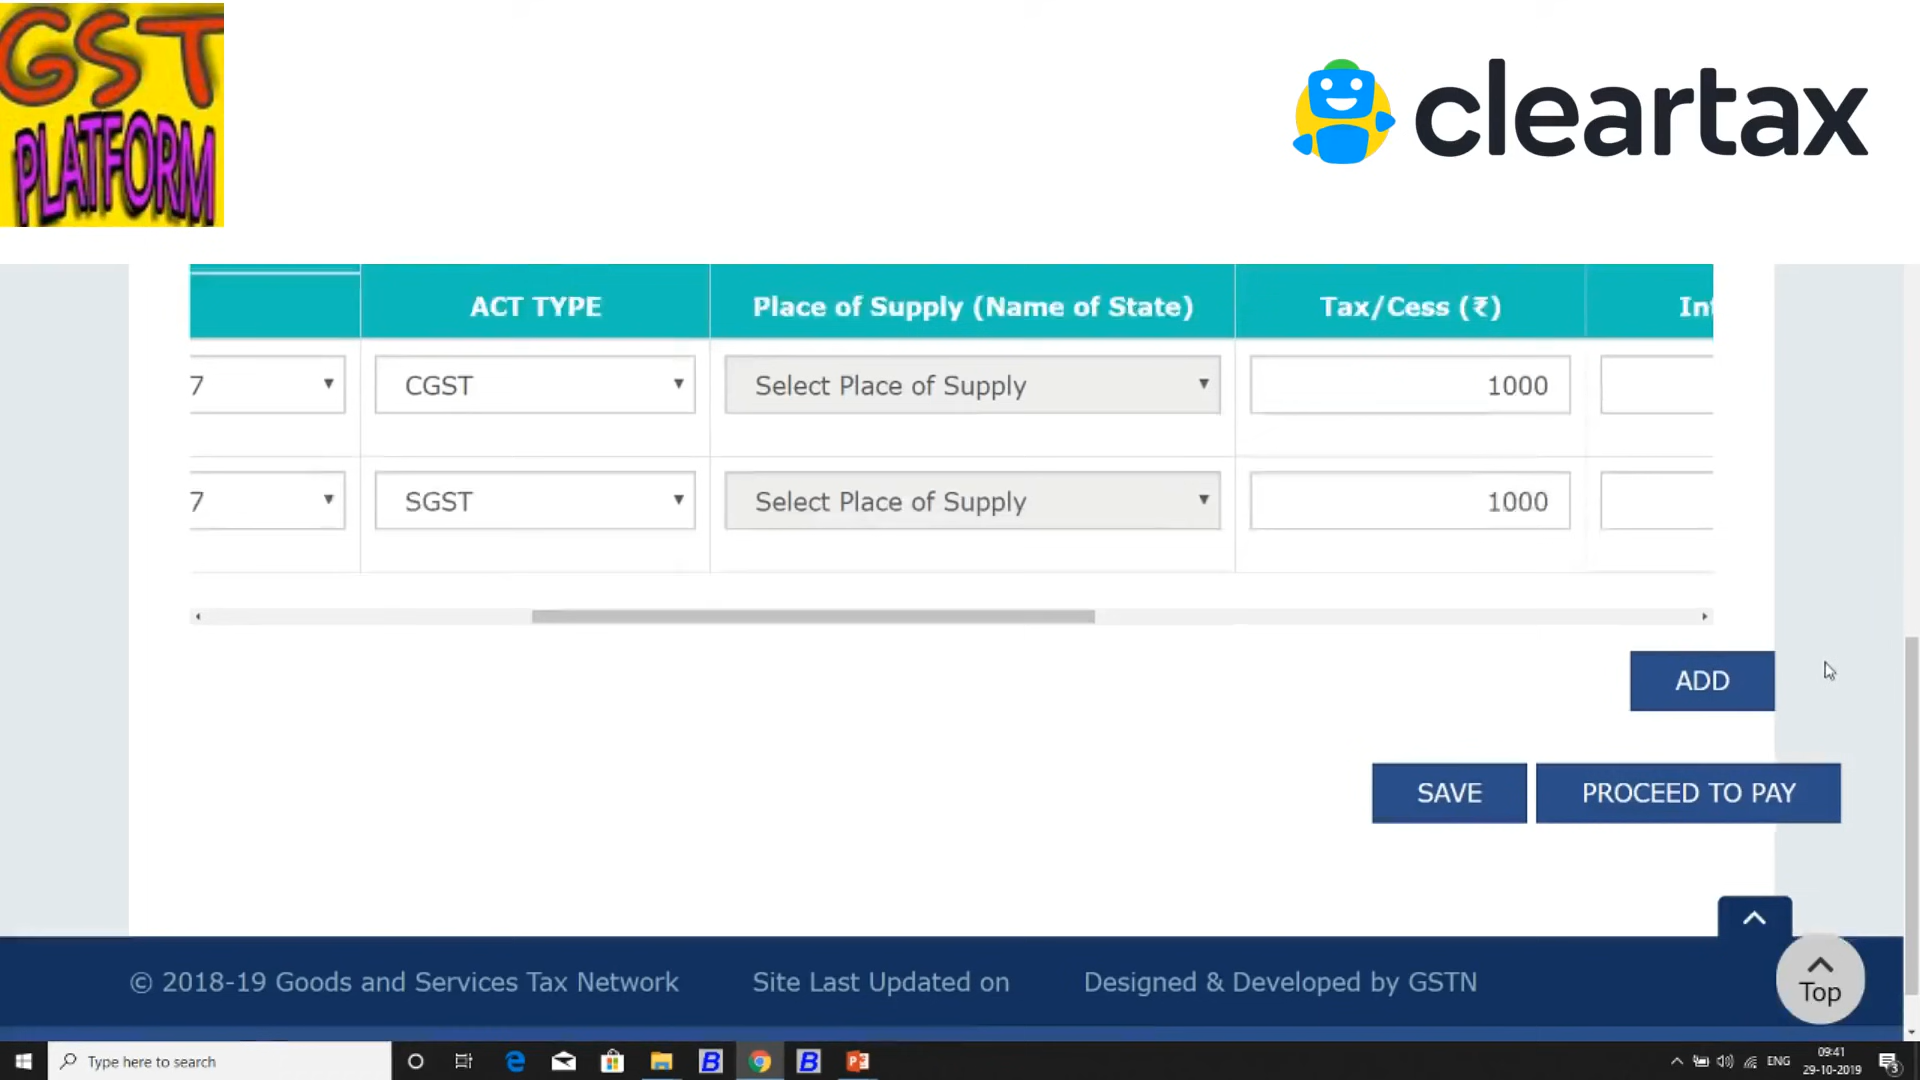 GST
PLATFORM
cleartax
ACT TYPE
Place of Supply (Name of State)
Tax/Cess (₹)
Int
7
CGST
Select Place of Supply
1000
7
SGST
Select Place of Supply
1000
ADD
SAVE
PROCEED TO PAY
© 2018-19 Goods and Services Tax Network
Site Last Updated on
Designed & Developed by GSTN
Top
Type here to search
ENG
09:41
29-10-2019
3